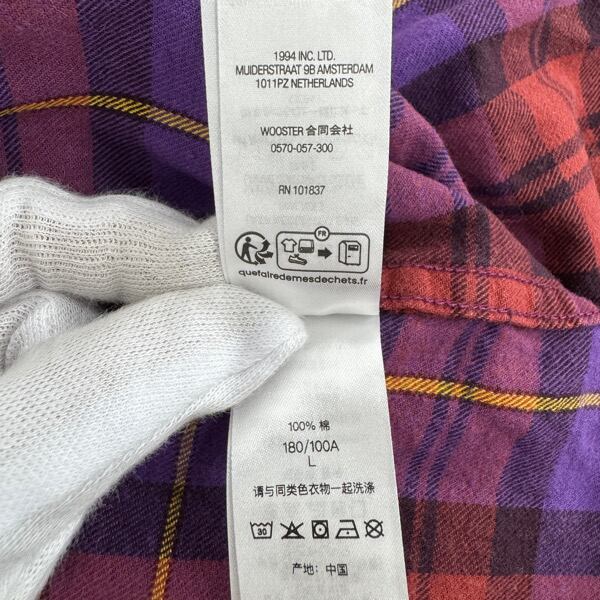 1994 INC. LTD.
MUIDERSTRAAT 9B AMSTERDAM
1011PZ NETHERLANDS
WOOSTER 合同会社
0570-057-300
RN 101837
FR
quefairedemesdechets.fr
100% 棉
180/100A
L
请与同类色衣物一起洗涤
30
产地: 中国